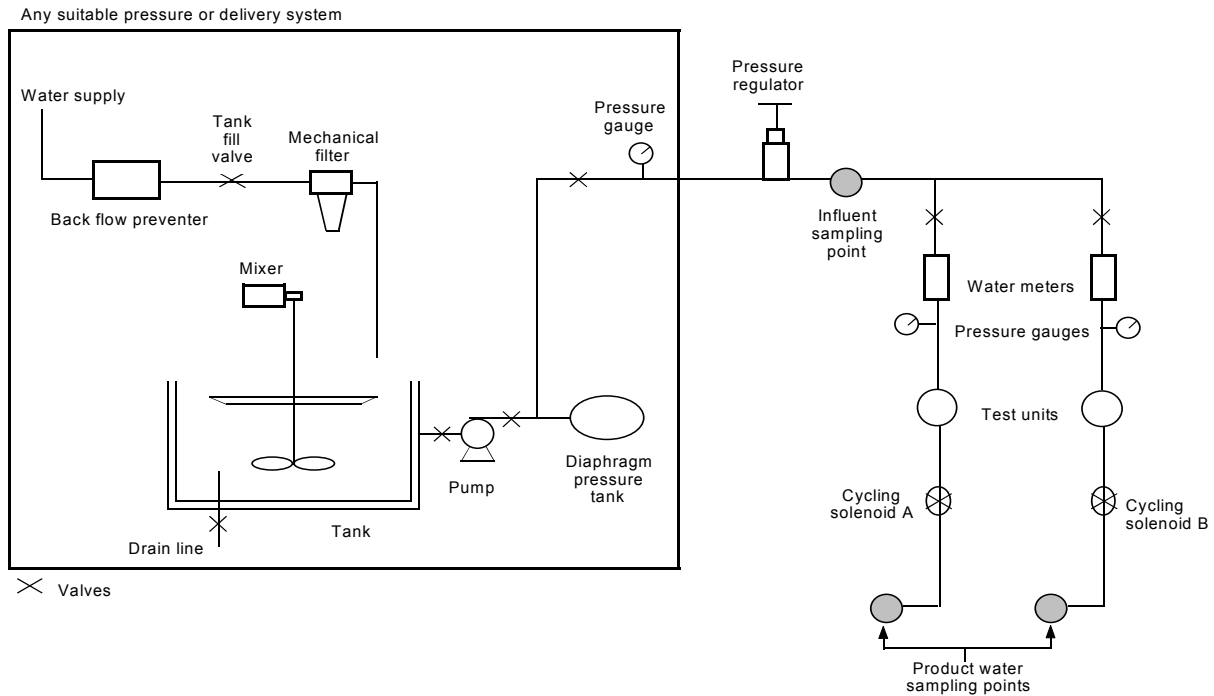 Any suitable pressure or delivery system
Water supply
Tank
fill
valve
Mechanical
filter
Back flow preventer
Pressure
gauge
Pressure
regulator
Influent
sampling
point
Mixer
Water meters
Pressure gauges
Test units
Diaphragm
pressure
tank
Pump
Tank
Drain line
Cycling
solenoid A
Cycling
solenoid B
Valves
Product water
sampling points